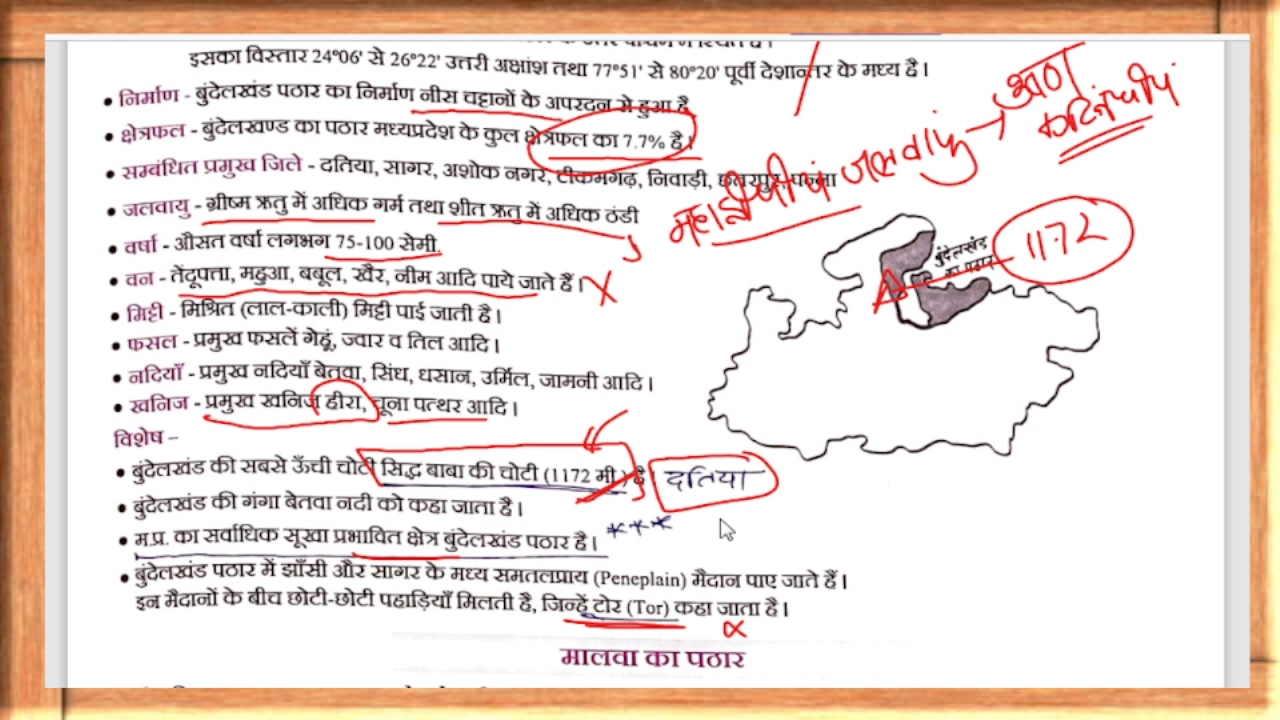 इसका विस्तार 24°06' से 26°22' उत्तरी अक्षांश तथा 77°51' से 80°20' पूर्वी देशान्तर के मध्य है।
• निर्माण - बुंदेलखंड पठार का निर्माण नीस चट्टानों के अपरदन से हुआ है
• क्षेत्रफल - बुंदेलखण्ड का पठार मध्यप्रदेश के कुल क्षेत्रफल का 7.7% है।
• सम्बंधित प्रमुख जिले - दतिया, सागर, अशोक नगर, टीकमगढ़, निवाड़ी, छतरपुर, पन्ना
• जलवायु - ग्रीष्म ऋतु में अधिक गर्म तथा शीत ऋतु में अधिक ठंडी
महाद्वीपीय जलवायु →
• वर्षा - औसत वर्षा लगभग 75-100 सेमी.
बुंदेलखंड
का पठार
1172
• वन - तेंदूपत्ता, महुआ, बबूल, खैर, नीम आदि पाये जाते हैं।
• मिट्टी - मिश्रित (लाल-काली) मिट्टी पाई जाती है।
• फसल - प्रमुख फसलें गेहूं, ज्वार व तिल आदि।
• नदियाँ - प्रमुख नदियाँ बेतवा, सिंध, धसान, उर्मिल, जामनी आदि।
• खनिज - प्रमुख खनिज हीरा, चूना पत्थर आदि।
विशेष –
• बुंदेलखंड की सबसे ऊँची चोटी सिद्ध बाबा की चोटी (1172 मी.) है दतिया
• बुंदेलखंड की गंगा बेतवा नदी को कहा जाता है।
• म.प्र. का सर्वाधिक सूखा प्रभावित क्षेत्र बुंदेलखंड पठार है। ***
• बुंदेलखंड पठार में झाँसी और सागर के मध्य समतलप्राय (Peneplain) मैदान पाए जाते हैं।
इन मैदानों के बीच छोटी-छोटी पहाड़ियाँ मिलती है, जिन्हें टोर (Tor) कहा जाता है।
मालवा का पठार